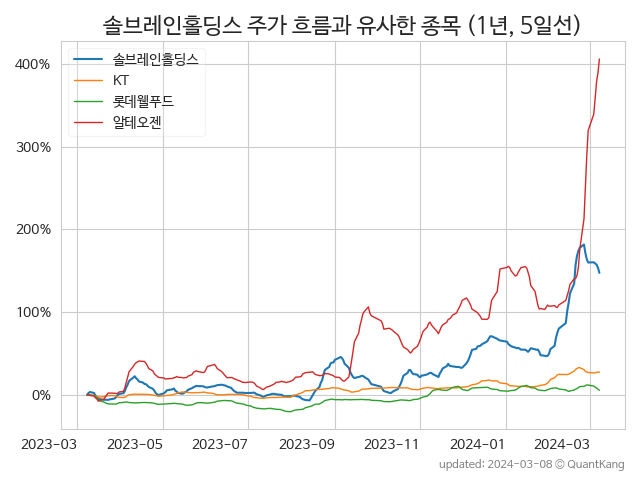 솔브레인홀딩스 주가 흐름과 유사한 종목 (1년, 5일선)
솔브레인홀딩스
KT
롯데웰푸드
알테오젠
400%
300%
200%
100%
0%
2023-03 2023-05 2023-07 2023-09 2023-11 2024-01 2024-03
updated: 2024-03-08 © QuantKang